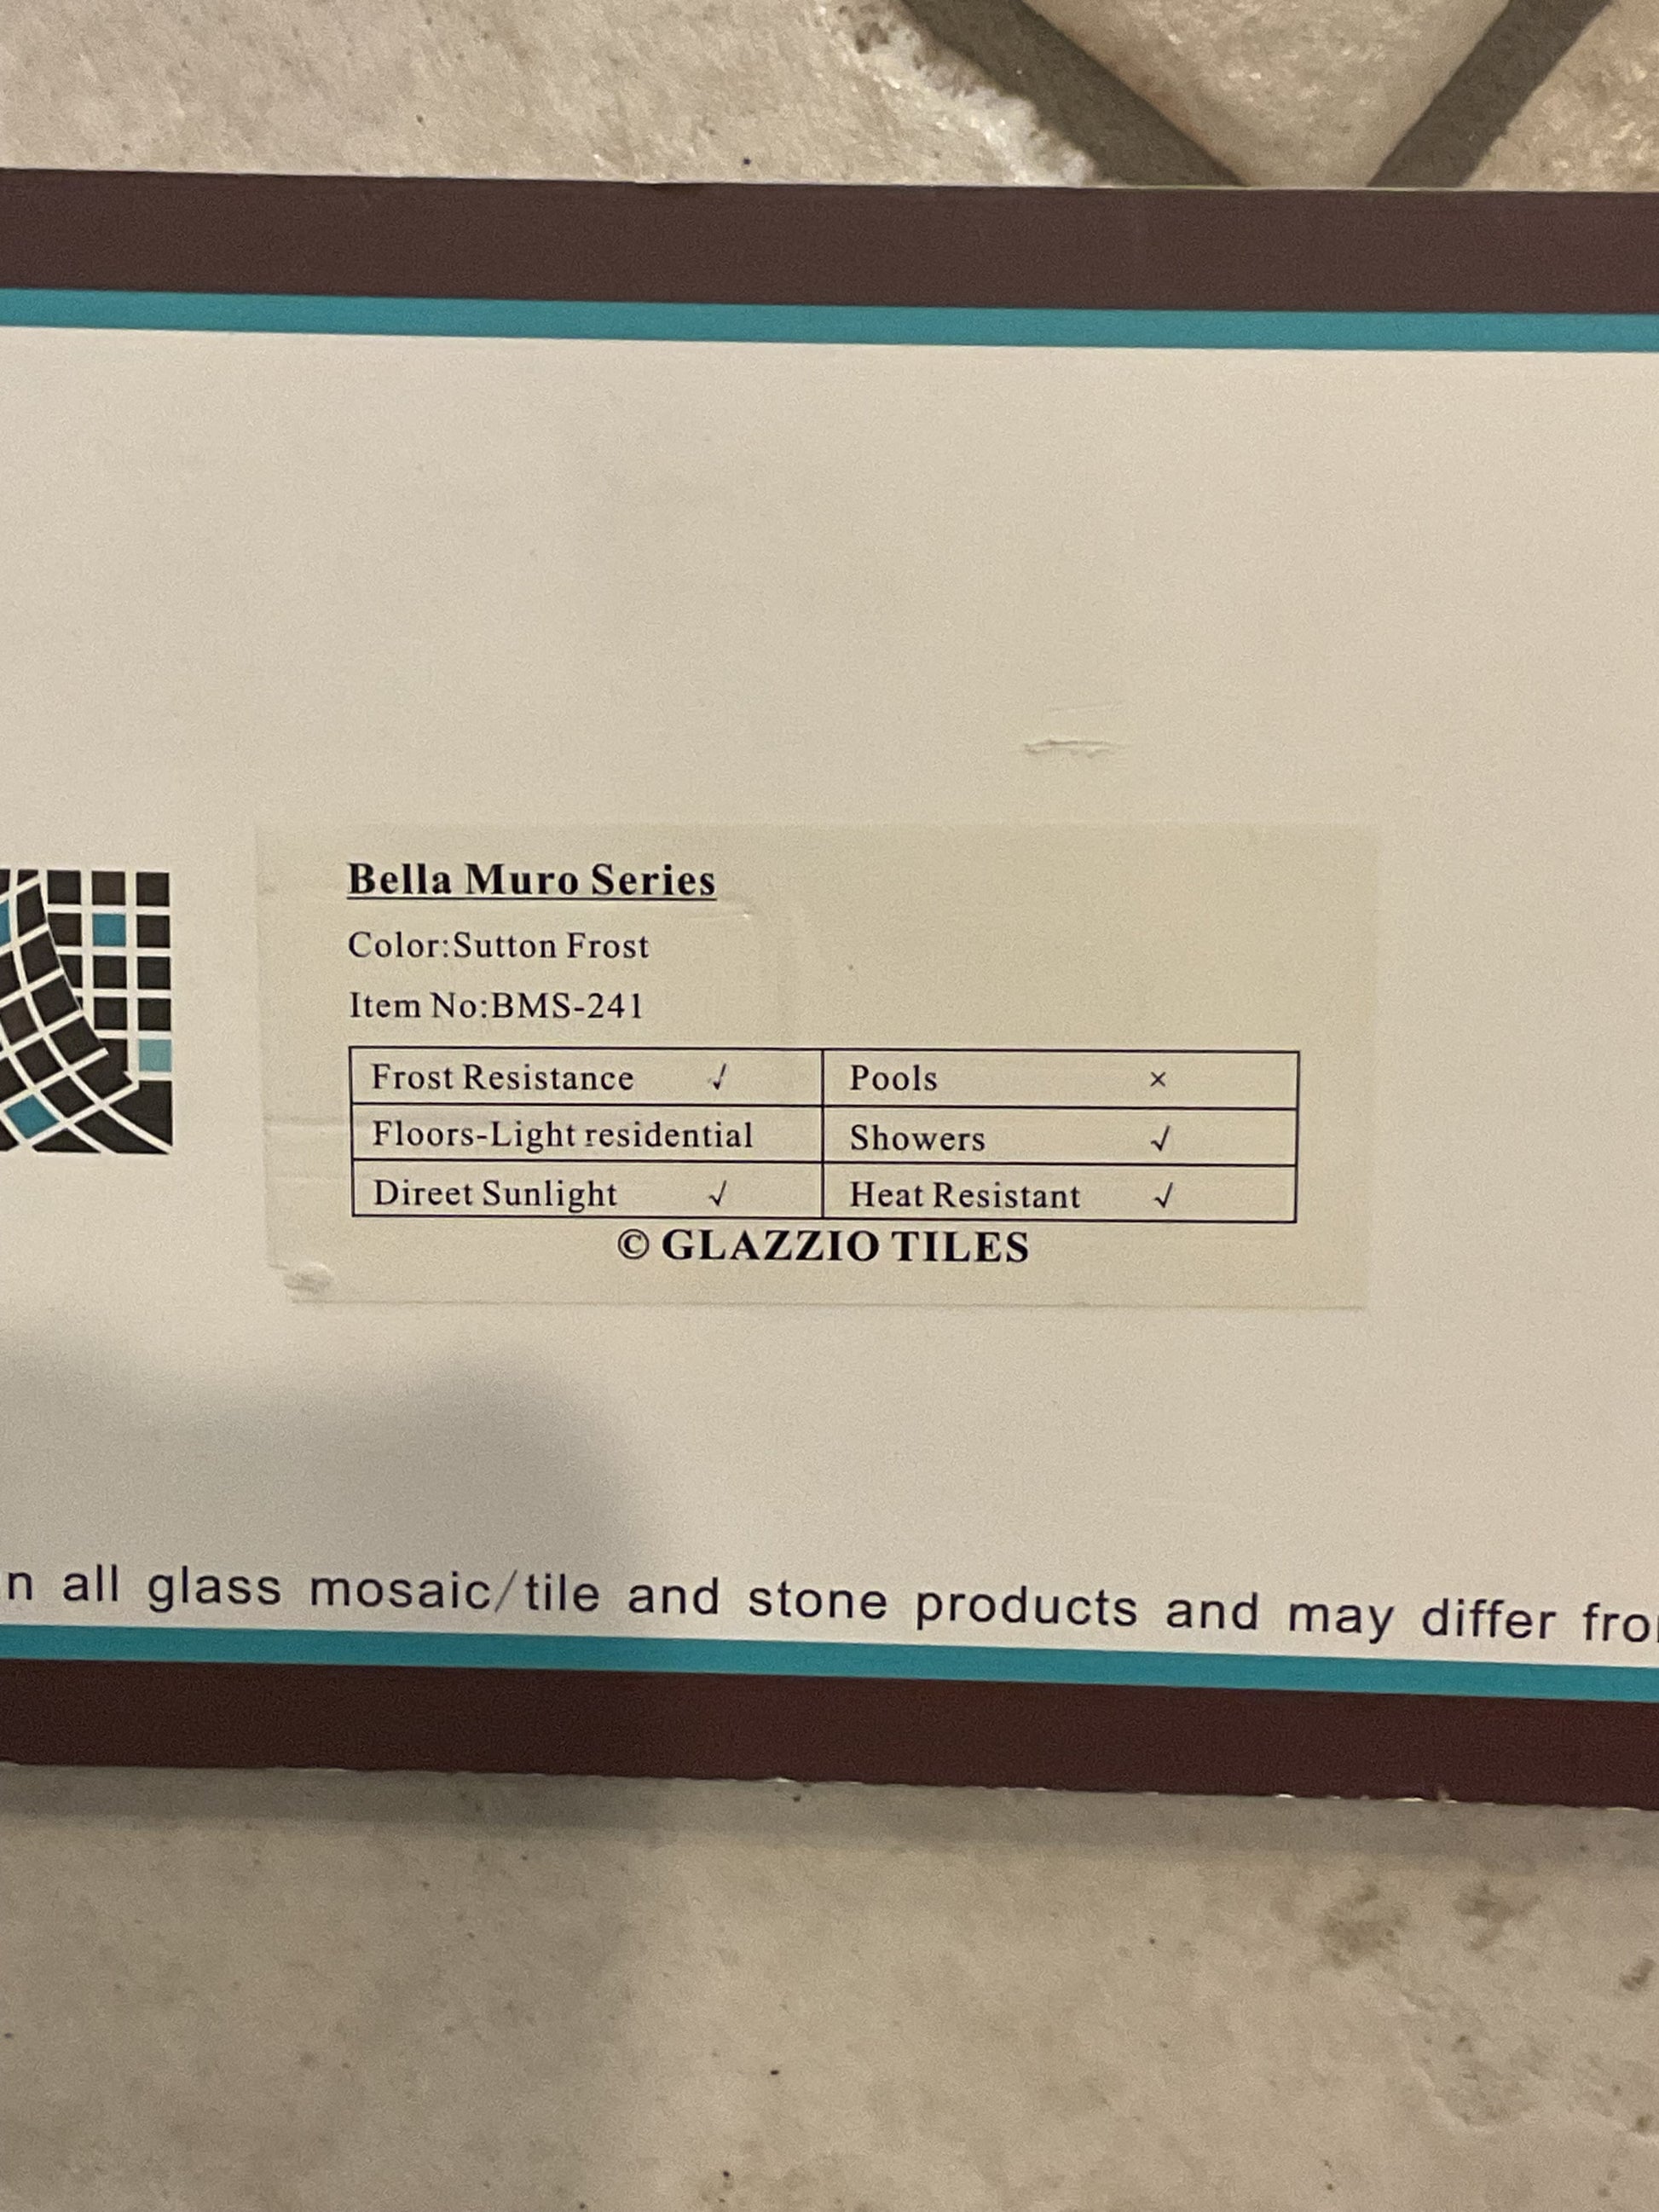 Bella Muro Series
Color:Sutton Frost
Item No:BMS-241
Frost Resistance √ Pools ×
Floors-Light residential Showers √
Direet Sunlight √ Heat Resistant √
© GLAZZIO TILES
n all glass mosaic/tile and stone products and may differ fro